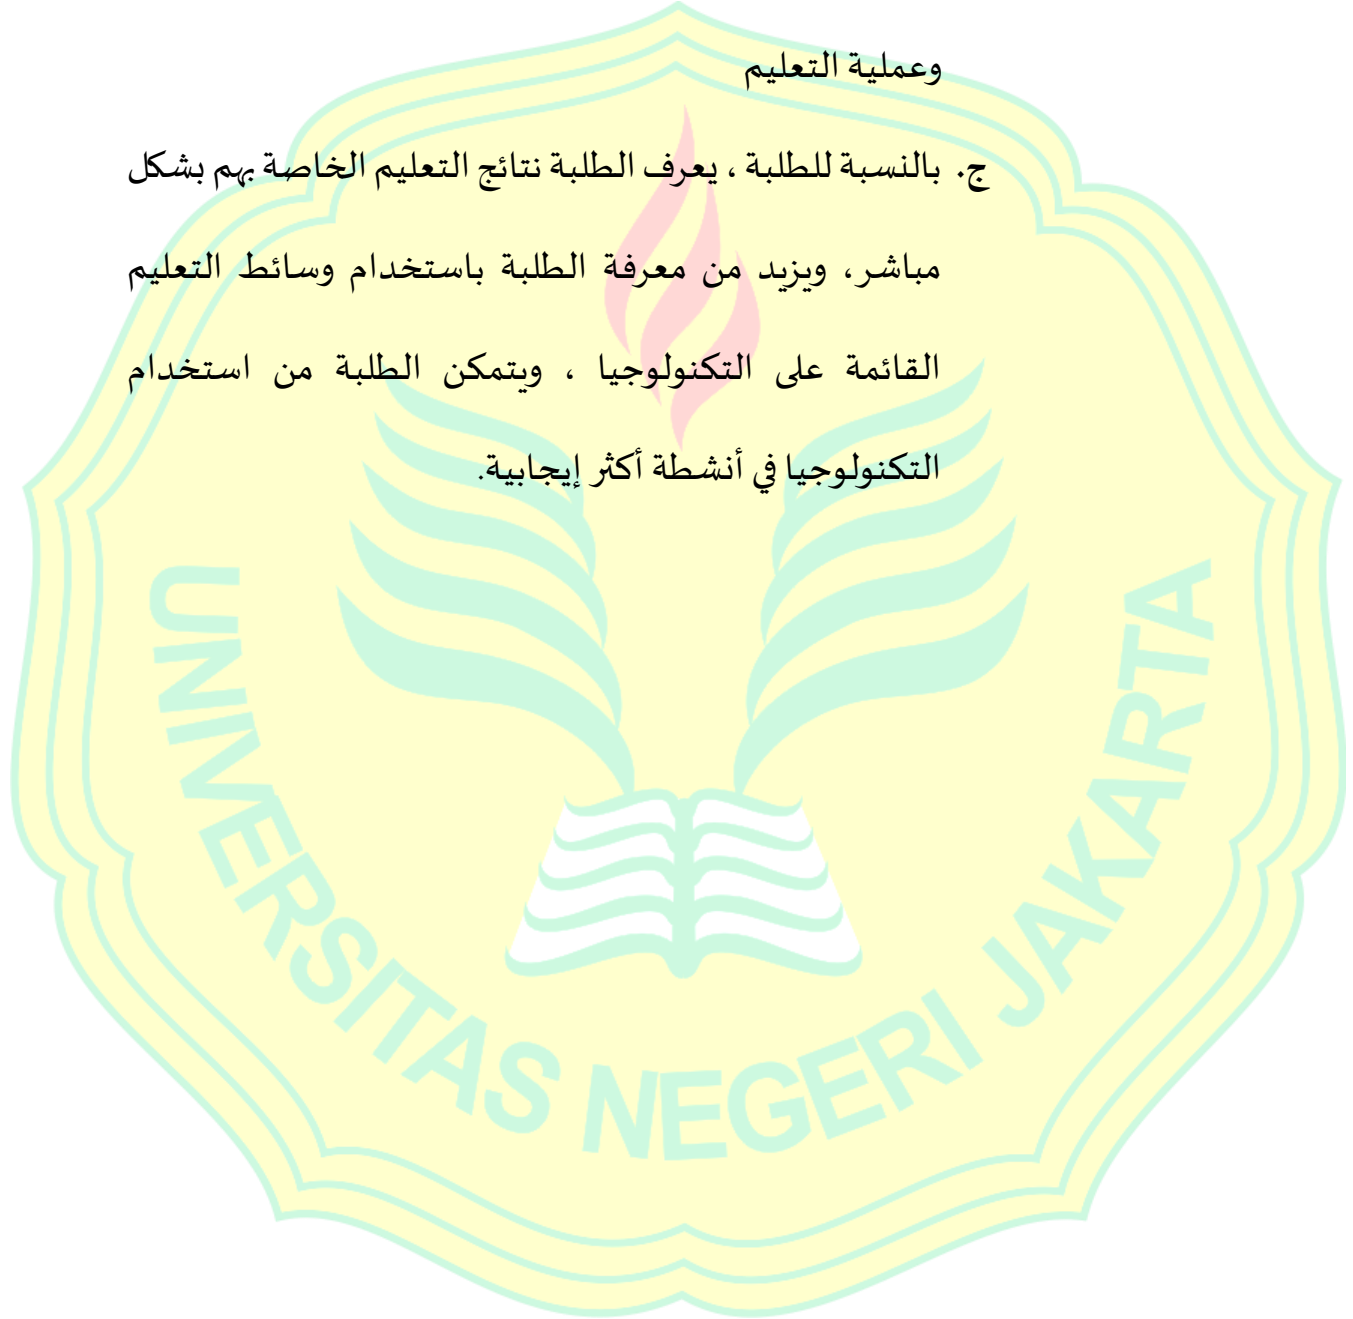 وعملية التعليم
ج. بالنسبة للطلبة ، يعرف الطلبة نتائج التعليم الخاصة بهم بشكل
مباشر، ويزيد من معرفة الطلبة باستخدام وسائط التعليم
القائمة على التكنولوجيا ، ويتمكن الطلبة من استخدام
التكنولوجيا في أنشطة أكثر إيجابية.
UNIVERSITAS NEGERI JAKARTA